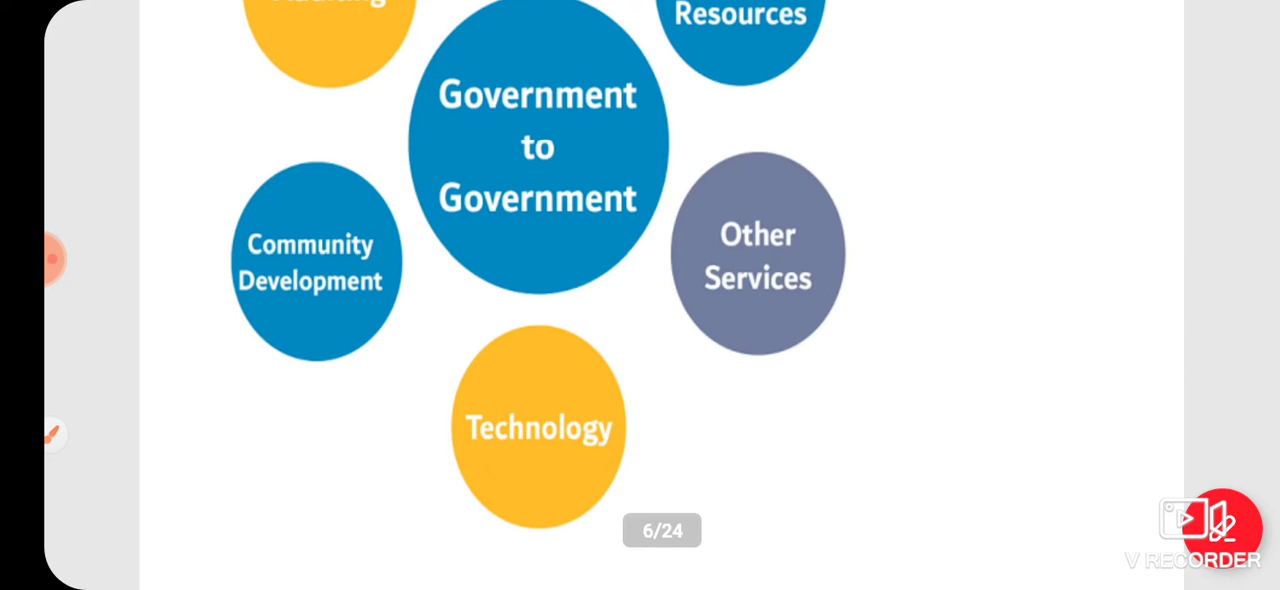 Resources
Government
to
Government
Community
Development
Other
Services
Technology
6/24
V RECORDER